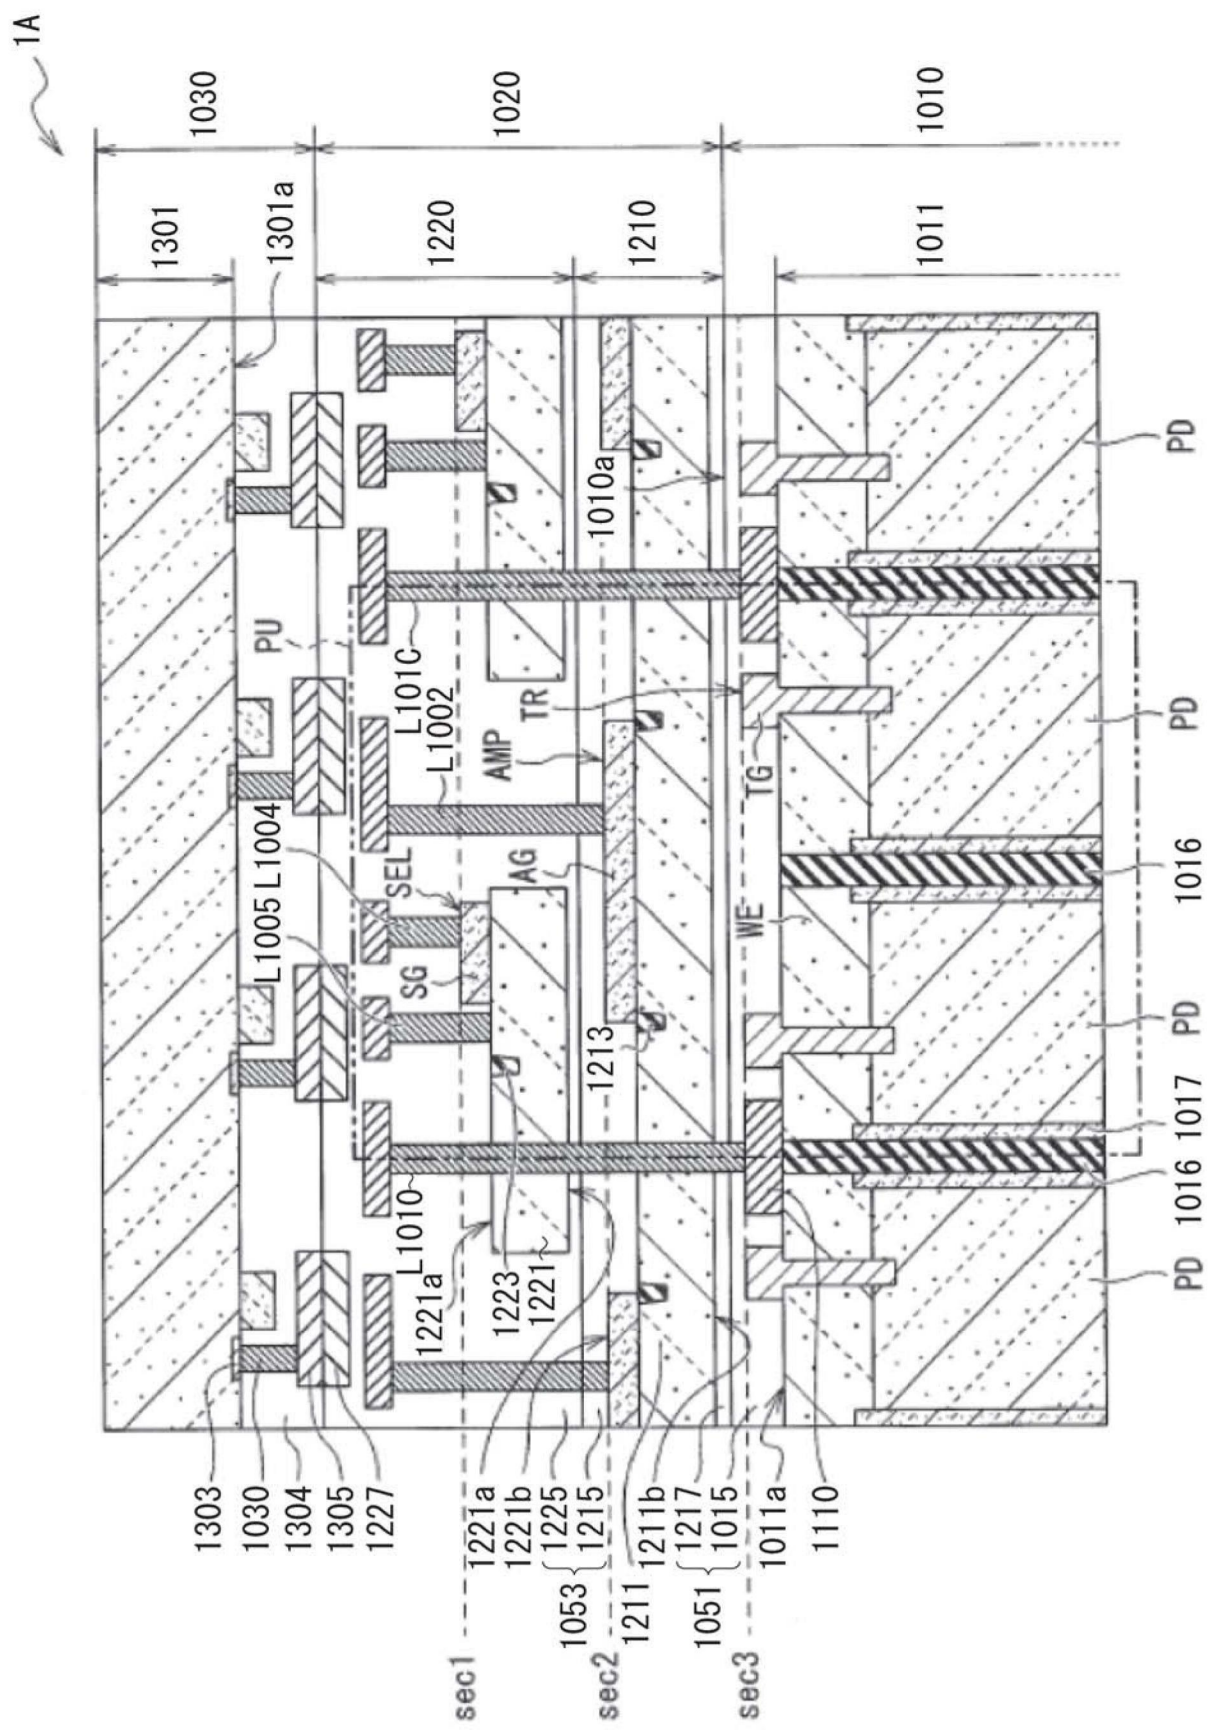 1A
1030
1020
1010
1301
1301a
1220
1210
1011
PU
1010a
PD
L101C
L1002
TR
AMP
TG
PD
L1005
L1004
SEL
AG
SG
WE
1016
1213
PD
L1010
1221a
1223
1221
1017
1016
PD
1303
1030
1304
1305
1227
1221a
1221b
1225
1215
1053
1211
1211b
1217
1015
1051
1011a
1110
sec1
sec2
sec3